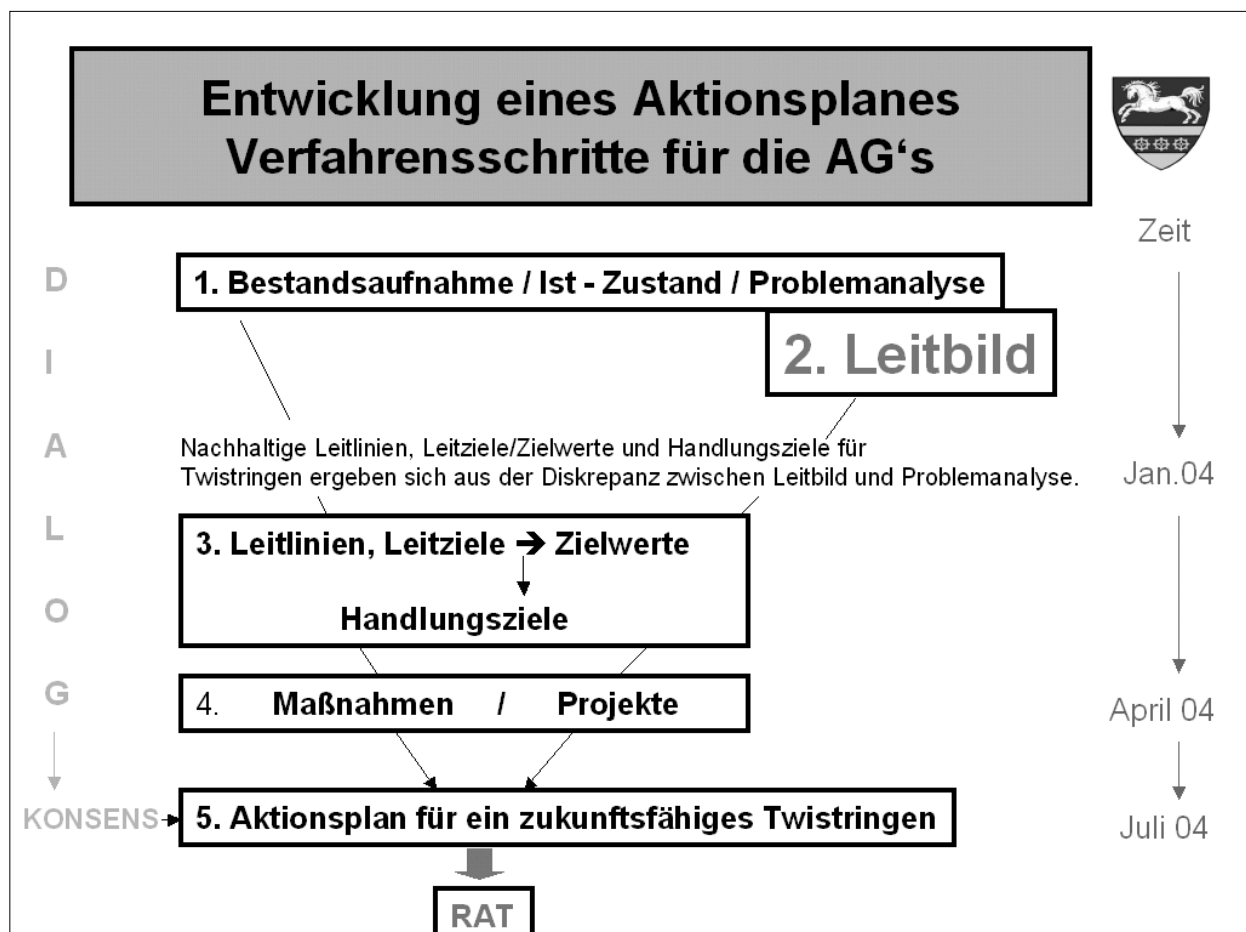 Entwicklung eines Aktionsplanes
Verfahrensschritte für die AG‘s
Zeit
1. Bestandsaufnahme / Ist - Zustand / Problemanalyse
2. Leitbild
Nachhaltige Leitlinien, Leitziele/Zielwerte und Handlungsziele für
Twistringen ergeben sich aus der Diskrepanz zwischen Leitbild und Problemanalyse.
Jan.04
3. Leitlinien, Leitziele ➔ Zielwerte
Handlungsziele
4. Maßnahmen / Projekte
April 04
D
I
A
L
O
G
KONSENS
5. Aktionsplan für ein zukunftsfähiges Twistringen
Juli 04
RAT